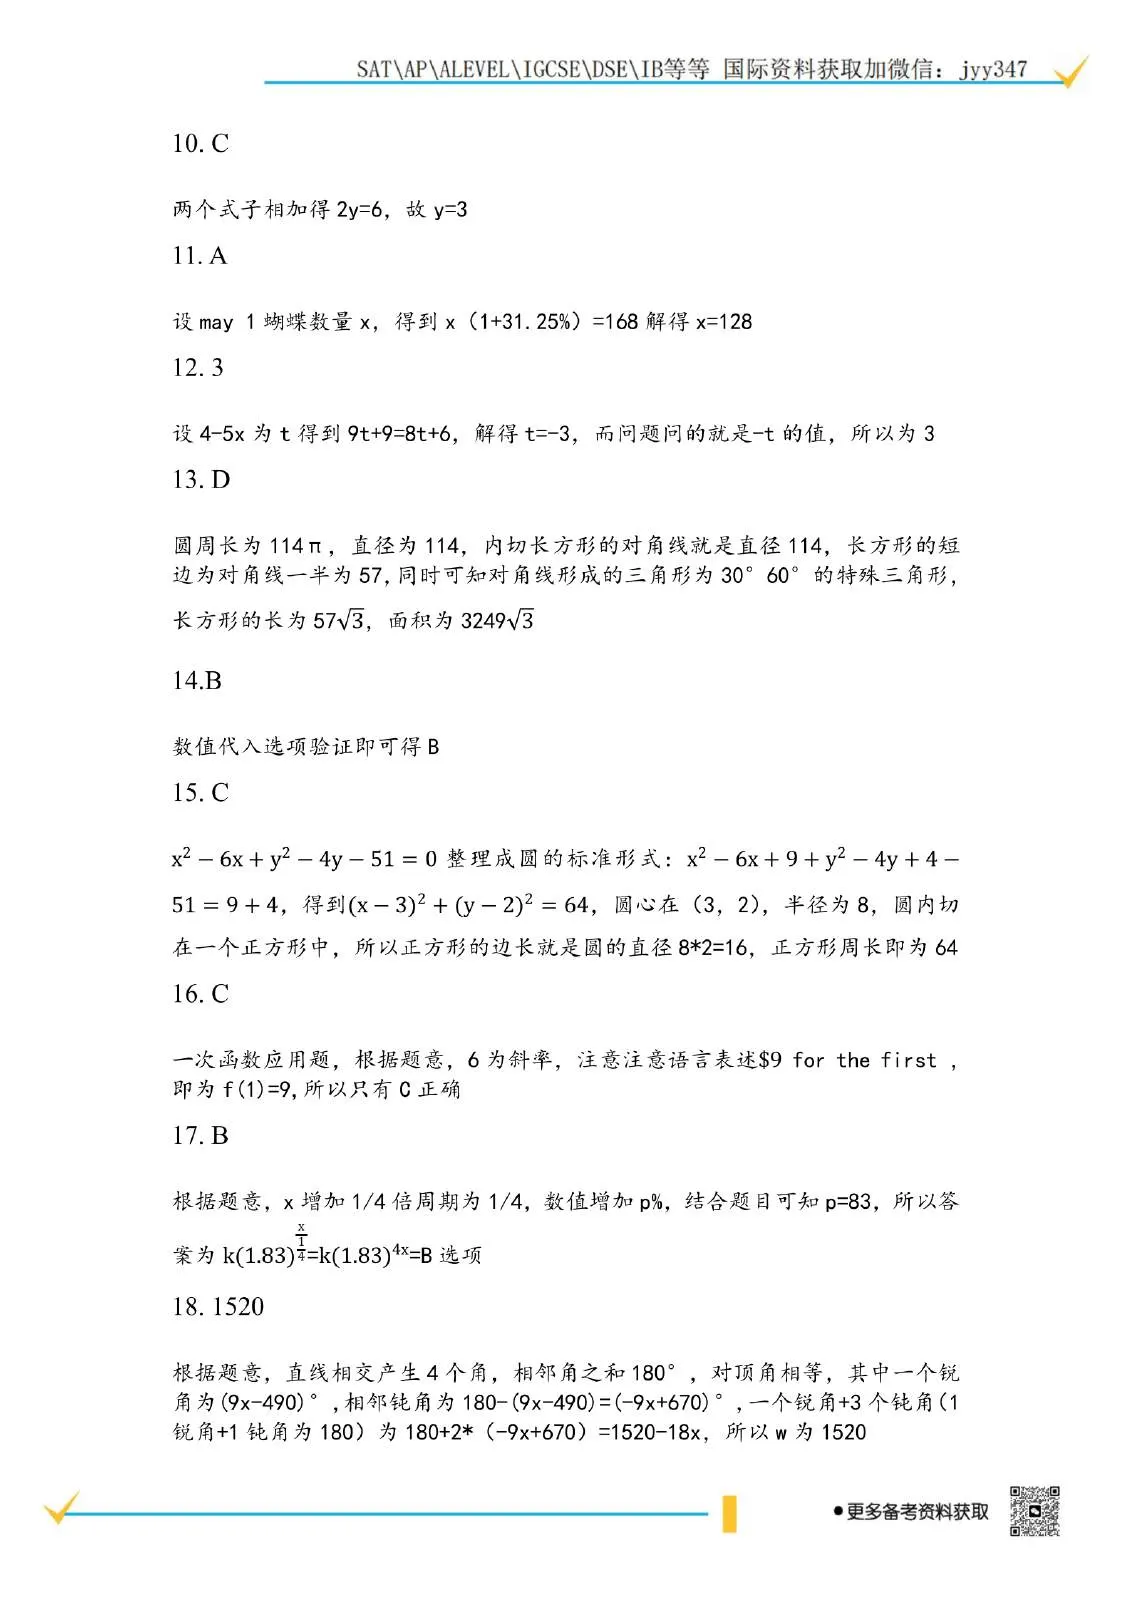 SAT\AP\ALEVEL\IGCSE\DSE\IB等等 国际资料获取加微信：jyy347
10. C
两个式子相加得 2y=6，故 y=3
11. A
设 may 1 蝴蝶数量 x，得到 x（1+31.25%）=168 解得 x=128
12. 3
设 4-5x 为 t 得到 9t+9=8t+6，解得 t=-3，而问题问的就是-t 的值，所以为 3
13. D
圆周长为 114π，直径为 114，内切长方形的对角线就是直径 114，长方形的短
边为对角线一半为 57,同时可知对角线形成的三角形为 30° 60° 的特殊三角形，
长方形的长为 57√3，面积为 3249√3
14.B
数值代入选项验证即可得 B
15. C
x² − 6x + y² − 4y − 51 = 0 整理成圆的标准形式：x² − 6x + 9 + y² − 4y + 4 −
51 = 9 + 4，得到(x − 3)² + (y − 2)² = 64，圆心在（3，2），半径为 8，圆内切
在一个正方形中，所以正方形的边长就是圆的直径 8*2=16，正方形周长即为 64
16. C
一次函数应用题，根据题意，6 为斜率，注意注意语言表述$9 for the first ，
即为 f(1)=9,所以只有 C 正确
17. B
根据题意，x 增加 1/4 倍周期为 1/4，数值增加 p%，结合题目可知 p=83，所以答
案为 k(1.83)^(x/(1/4))=k(1.83)^(4x)=B 选项
18. 1520
根据题意，直线相交产生 4 个角，相邻角之和 180° ，对顶角相等，其中一个锐
角为(9x-490)° ,相邻钝角为 180-(9x-490)=(-9x+670)° ,一个锐角+3 个钝角(1
锐角+1 钝角为 180）为 180+2*（-9x+670）=1520-18x，所以 w 为 1520
●更多备考资料获取